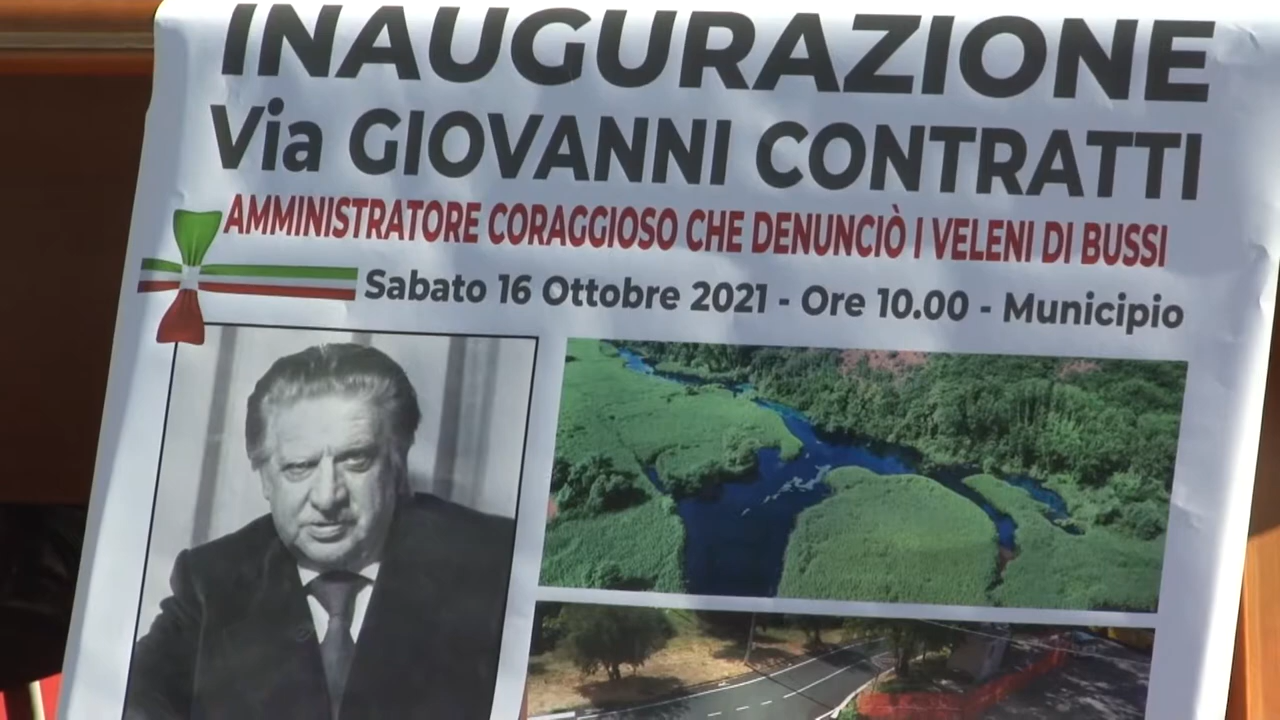 INAUGURAZIONE
Via GIOVANNI CONTRATTI
AMMINISTRATORE CORAGGIOSO CHE DENUNCIÒ I VELENI DI BUSSI
Sabato 16 Ottobre 2021 - Ore 10.00 - Municipio